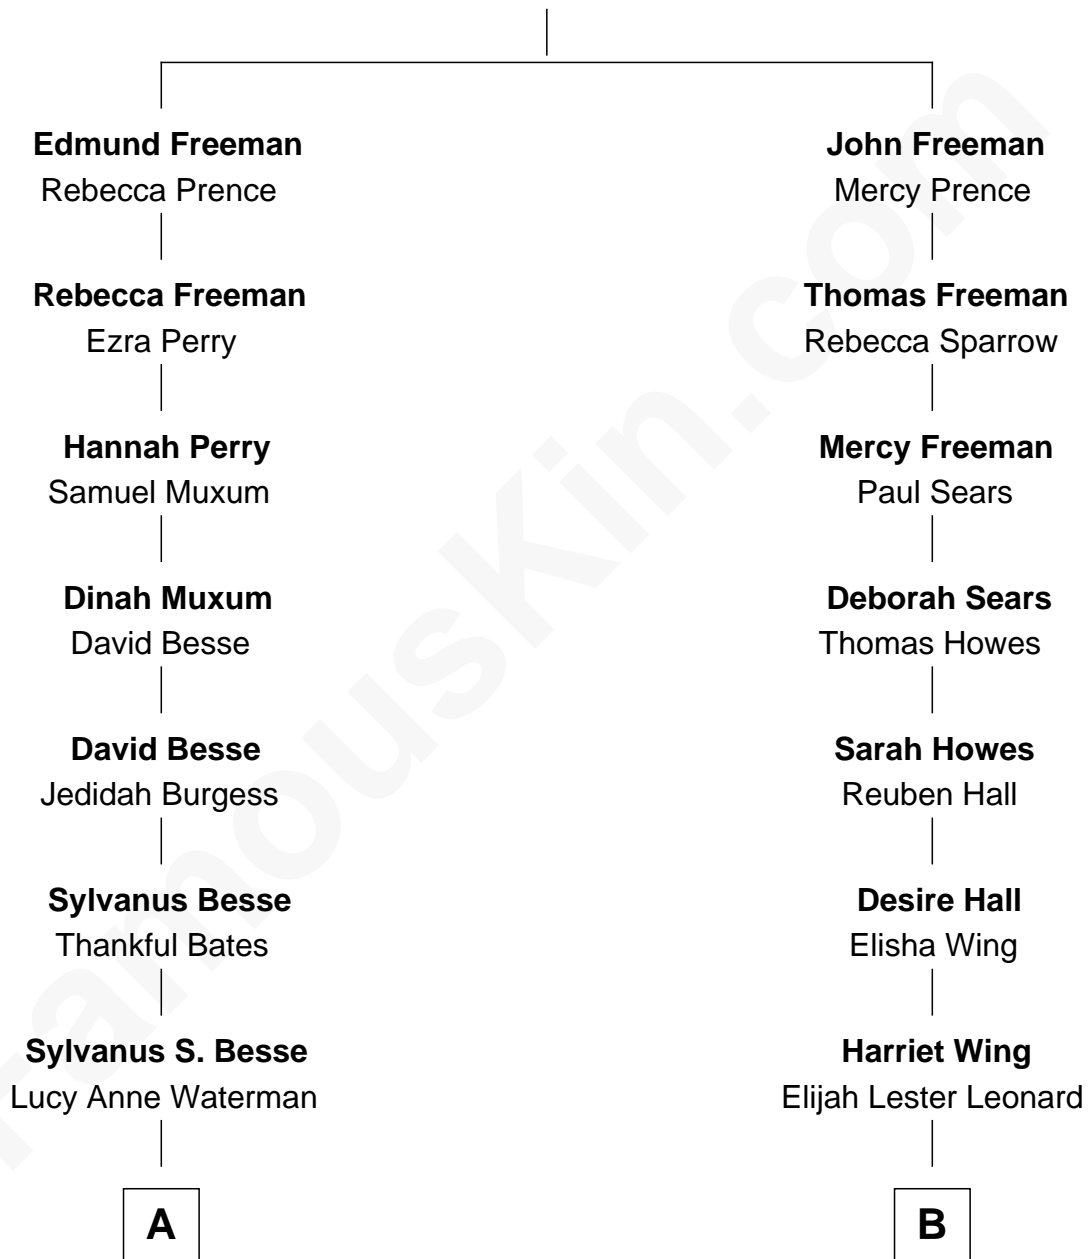 Edmund Freeman
Rebecca Prence
Rebecca Freeman
Ezra Perry
Hannah Perry
Samuel Muxum
Dinah Muxum
David Besse
David Besse
Jedidah Burgess
Sylvanus Besse
Thankful Bates
Sylvanus S. Besse
Lucy Anne Waterman
A
John Freeman
Mercy Prence
Thomas Freeman
Rebecca Sparrow
Mercy Freeman
Paul Sears
Deborah Sears
Thomas Howes
Sarah Howes
Reuben Hall
Desire Hall
Elisha Wing
Harriet Wing
Elijah Lester Leonard
B
FamousKin.com